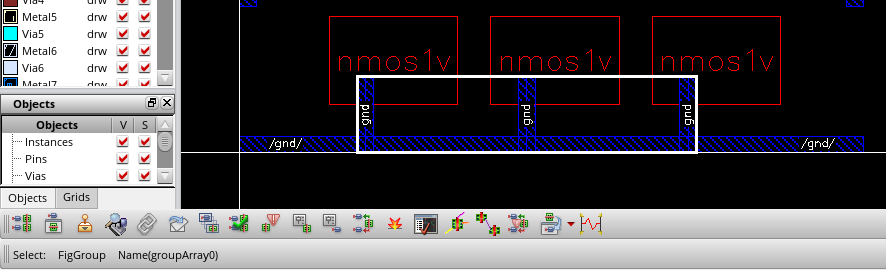 Via4 drw
Metal5 drw
Via5 drw
Metal6 drw
Via6 drw
Metal7 drw
Objects
Objects V S
Instances
Pins
Vias
Objects Grids
nmos1v nmos1v nmos1v
gnd gnd gnd
/gnd/ /gnd/
Select: FigGroup Name(groupArray0)